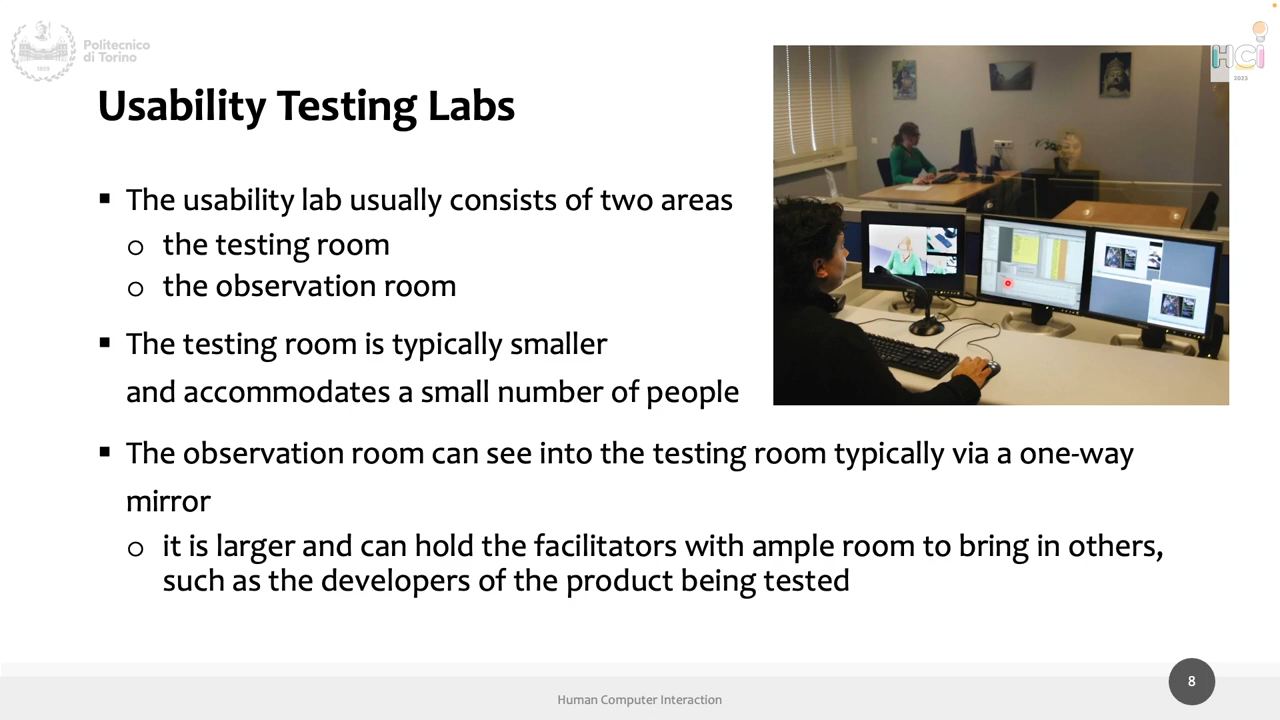 Politecnico
di Torino
1859
HCI
2023
Usability Testing Labs
▪ The usability lab usually consists of two areas
o the testing room
o the observation room
▪ The testing room is typically smaller
and accommodates a small number of people
▪ The observation room can see into the testing room typically via a one-way
mirror
o it is larger and can hold the facilitators with ample room to bring in others,
such as the developers of the product being tested
Human Computer Interaction
8